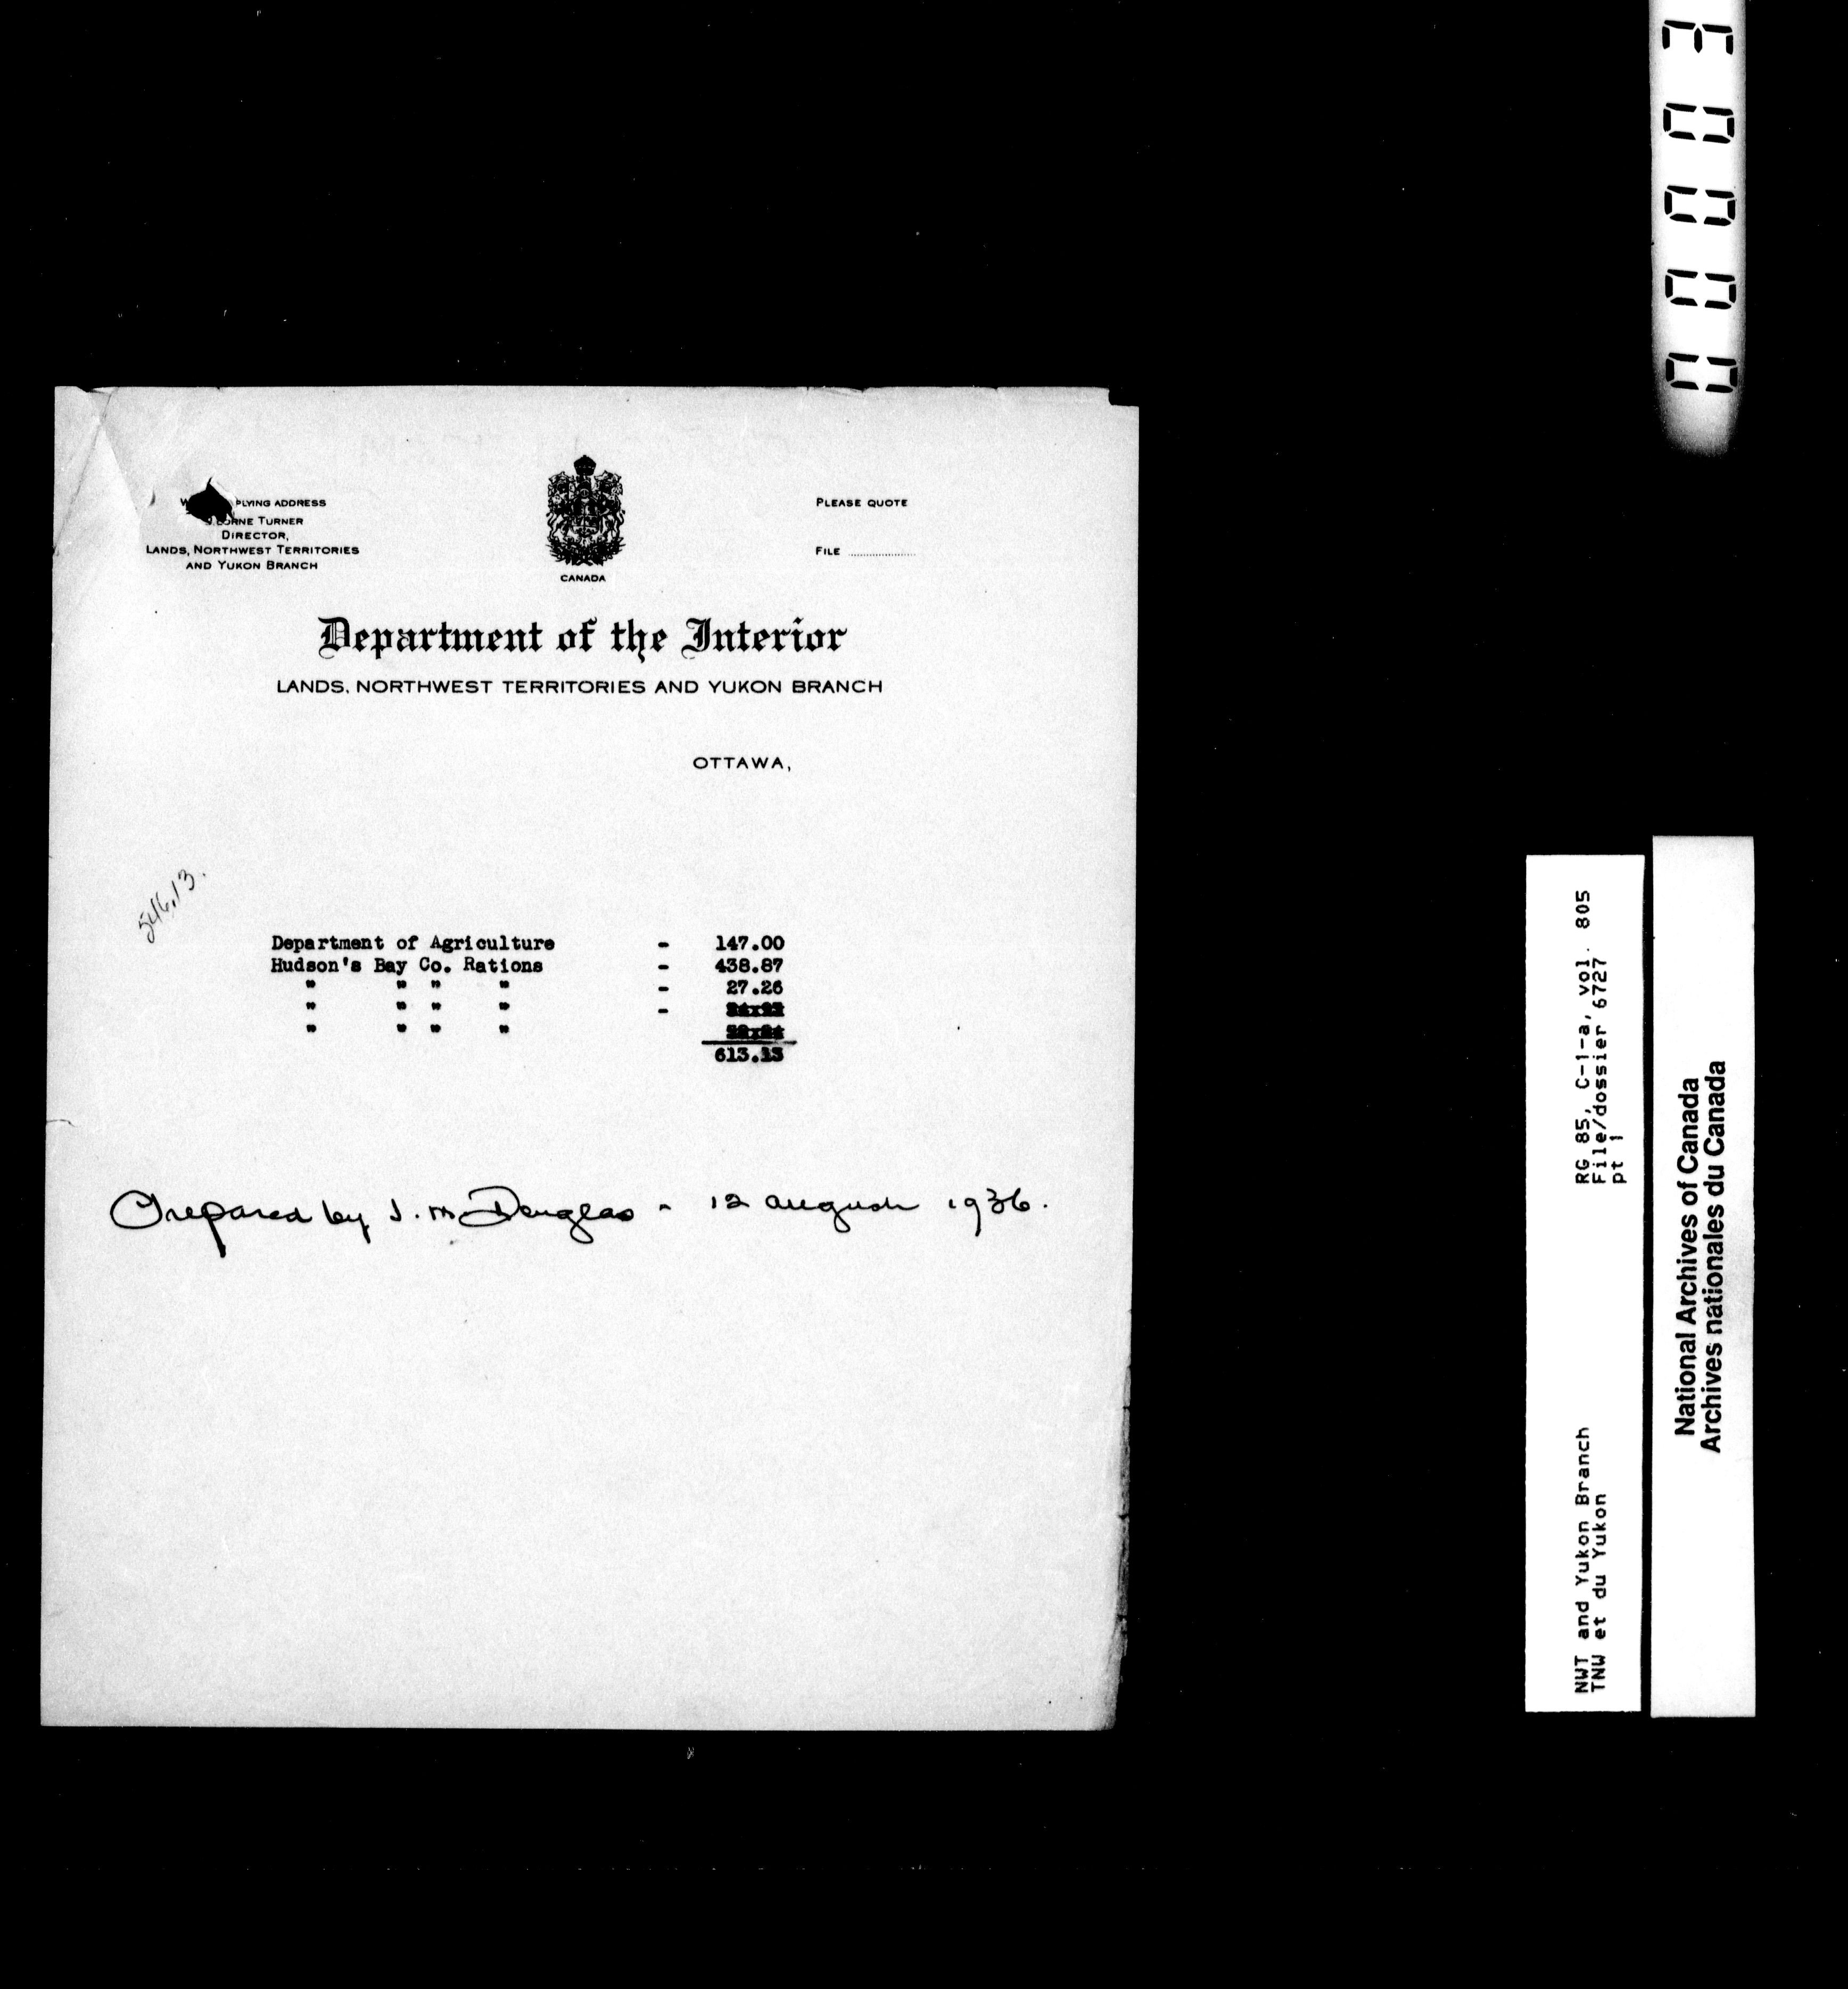 PLYING ADDRESS
TURNER
DIRECTOR,
LANDS, NORTHWEST TERRITORIES
AND YUKON BRANCH
CANADA
PLEASE QUOTE
FILE
Department of the Interior
LANDS, NORTHWEST TERRITORIES AND YUKON BRANCH
OTTAWA,
546.13.
Department of Agriculture - 147.00
Hudson's Bay Co. Rations - 438.87
" " " " - 27.26
" " " " -
" " " "
613.13
Prepared by J. M. Douglas - 12 August 1936.
RG 85, C-1-a, vol. 805
File/dossier 6727
pt 1
NWT and Yukon Branch
TNW et du Yukon
National Archives of Canada
Archives nationales du Canada